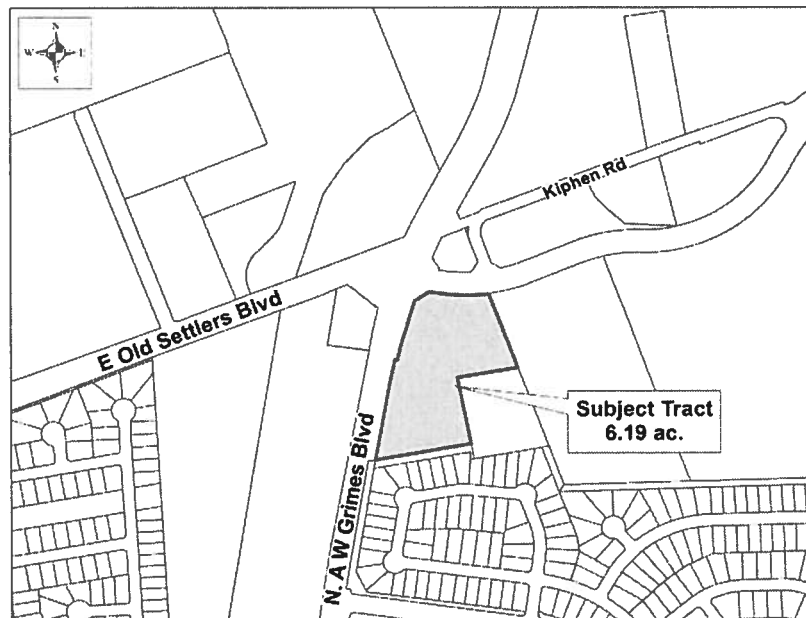 N
W E
S
Kiphen Rd
E Old Settlers Blvd
Subject Tract
6.19 ac.
N. A W Grimes Blvd